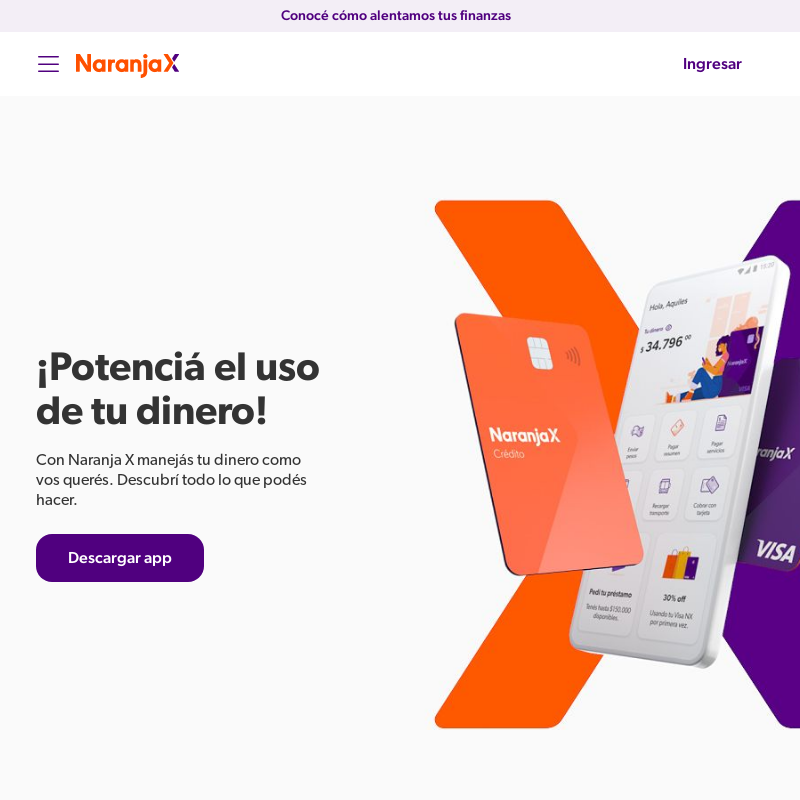 Conocé cómo alentamos tus finanzas
NaranjaX
Ingresar
¡Potenciá el uso
de tu dinero!
Con Naranja X manejás tu dinero como
vos querés. Descubrí todo lo que podés
hacer.
Descargar app
NaranjaX
Crédito
Hola, Aquiles
Tu dinero
$ 34.796 00
NaranjaX
VISA
Enviar
pesos
Pagar
resumen
Pagar
servicios
Recargar
transporte
Cobrar con
tarjeta
Pedí tu préstamo
Tenés hasta $150.000
disponibles.
30% off
Usando tu Visa NX
por primera vez.
ranjaX
VISA